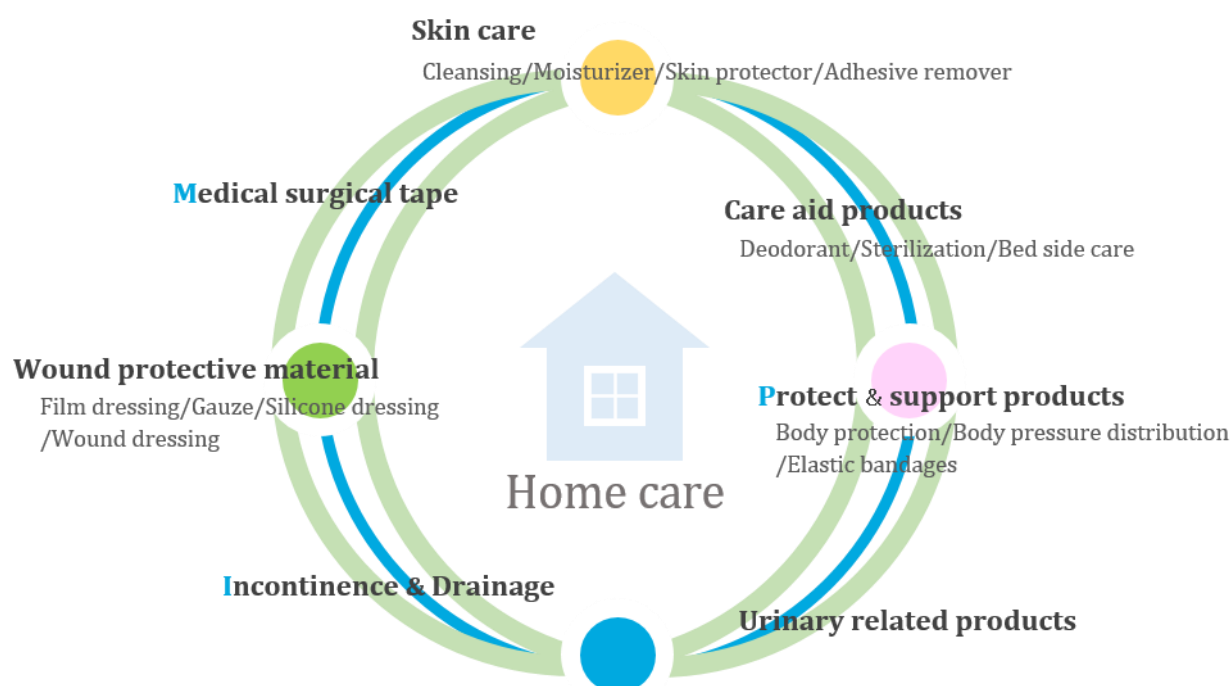 Skin care
Cleansing/Moisturizer/Skin protector/Adhesive remover
Medical surgical tape
Care aid products
Deodorant/Sterilization/Bed side care
Wound protective material
Film dressing/Gauze/Silicone dressing
/Wound dressing
Protect & support products
Body protection/Body pressure distribution
/Elastic bandages
Home care
Incontinence & Drainage
Urinary related products